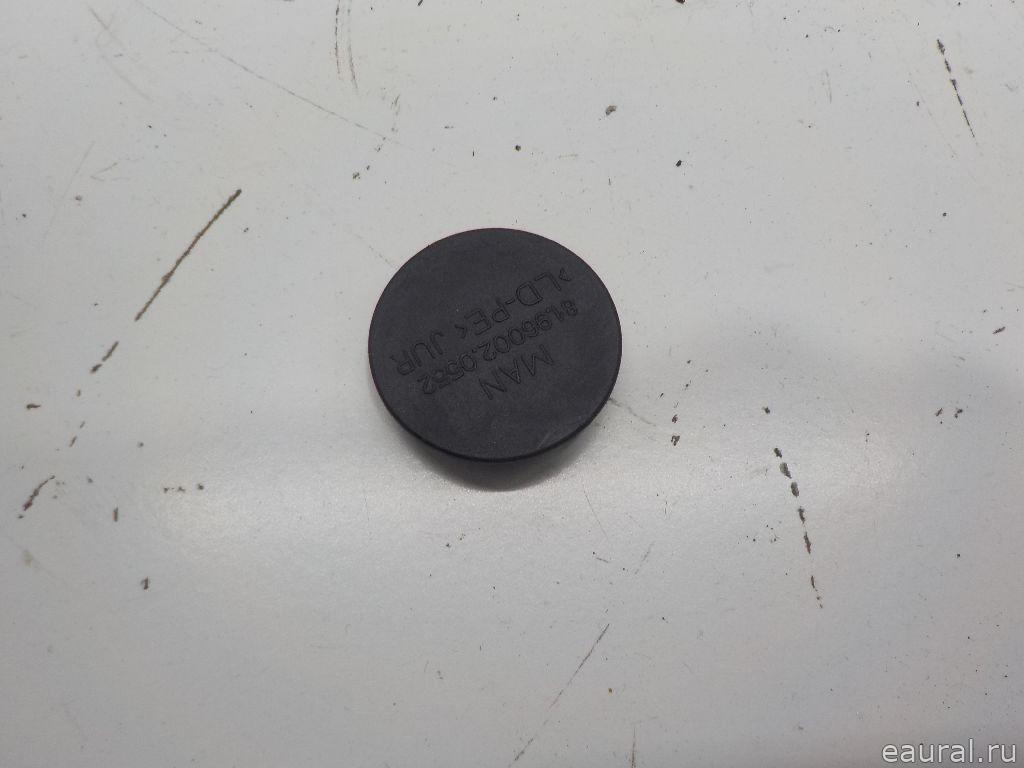 MAN
81.96002.0552
>LD-PE< JUR
eaural.ru